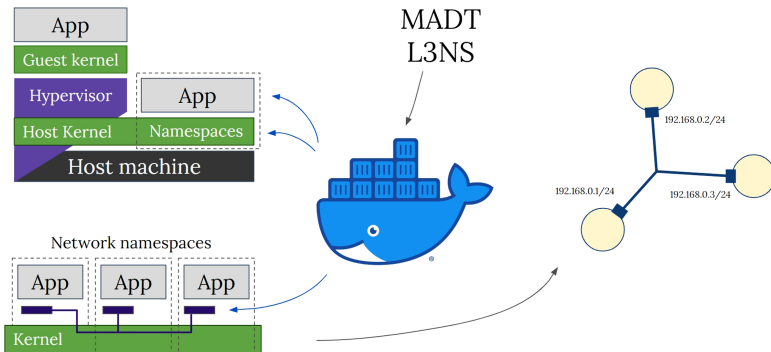 MADT
L3NS
App
Guest kernel
Hypervisor
App
Host Kernel
Namespaces
Host machine
192.168.0.2/24
192.168.0.1/24
192.168.0.3/24
Network namespaces
App
App
App
Kernel
®